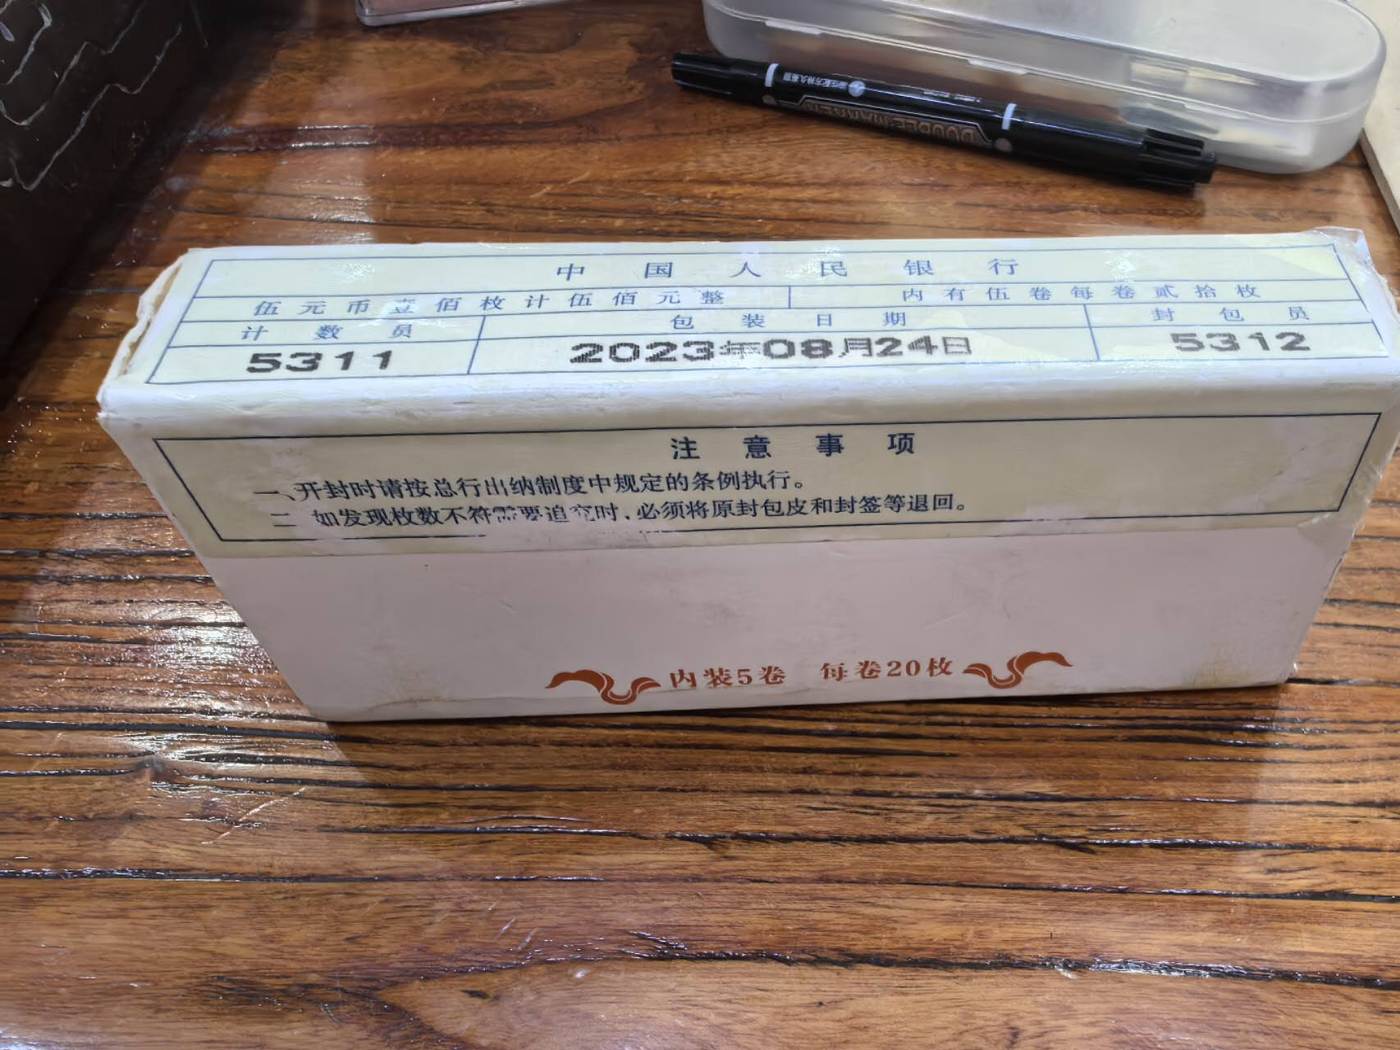 DOUBLE MARKER
中国人民银行
伍元币壹佰枚计伍佰元整 内有伍卷每卷贰拾枚
计数员 包装日期 封包员
5311 2023年08月24日 5312
注意事项
一、开封时请按总行出纳制度中规定的条例执行。
二 如发现枚数不符需要追究时,必须将原封包皮和封签等退回。
内装5卷 每卷20枚